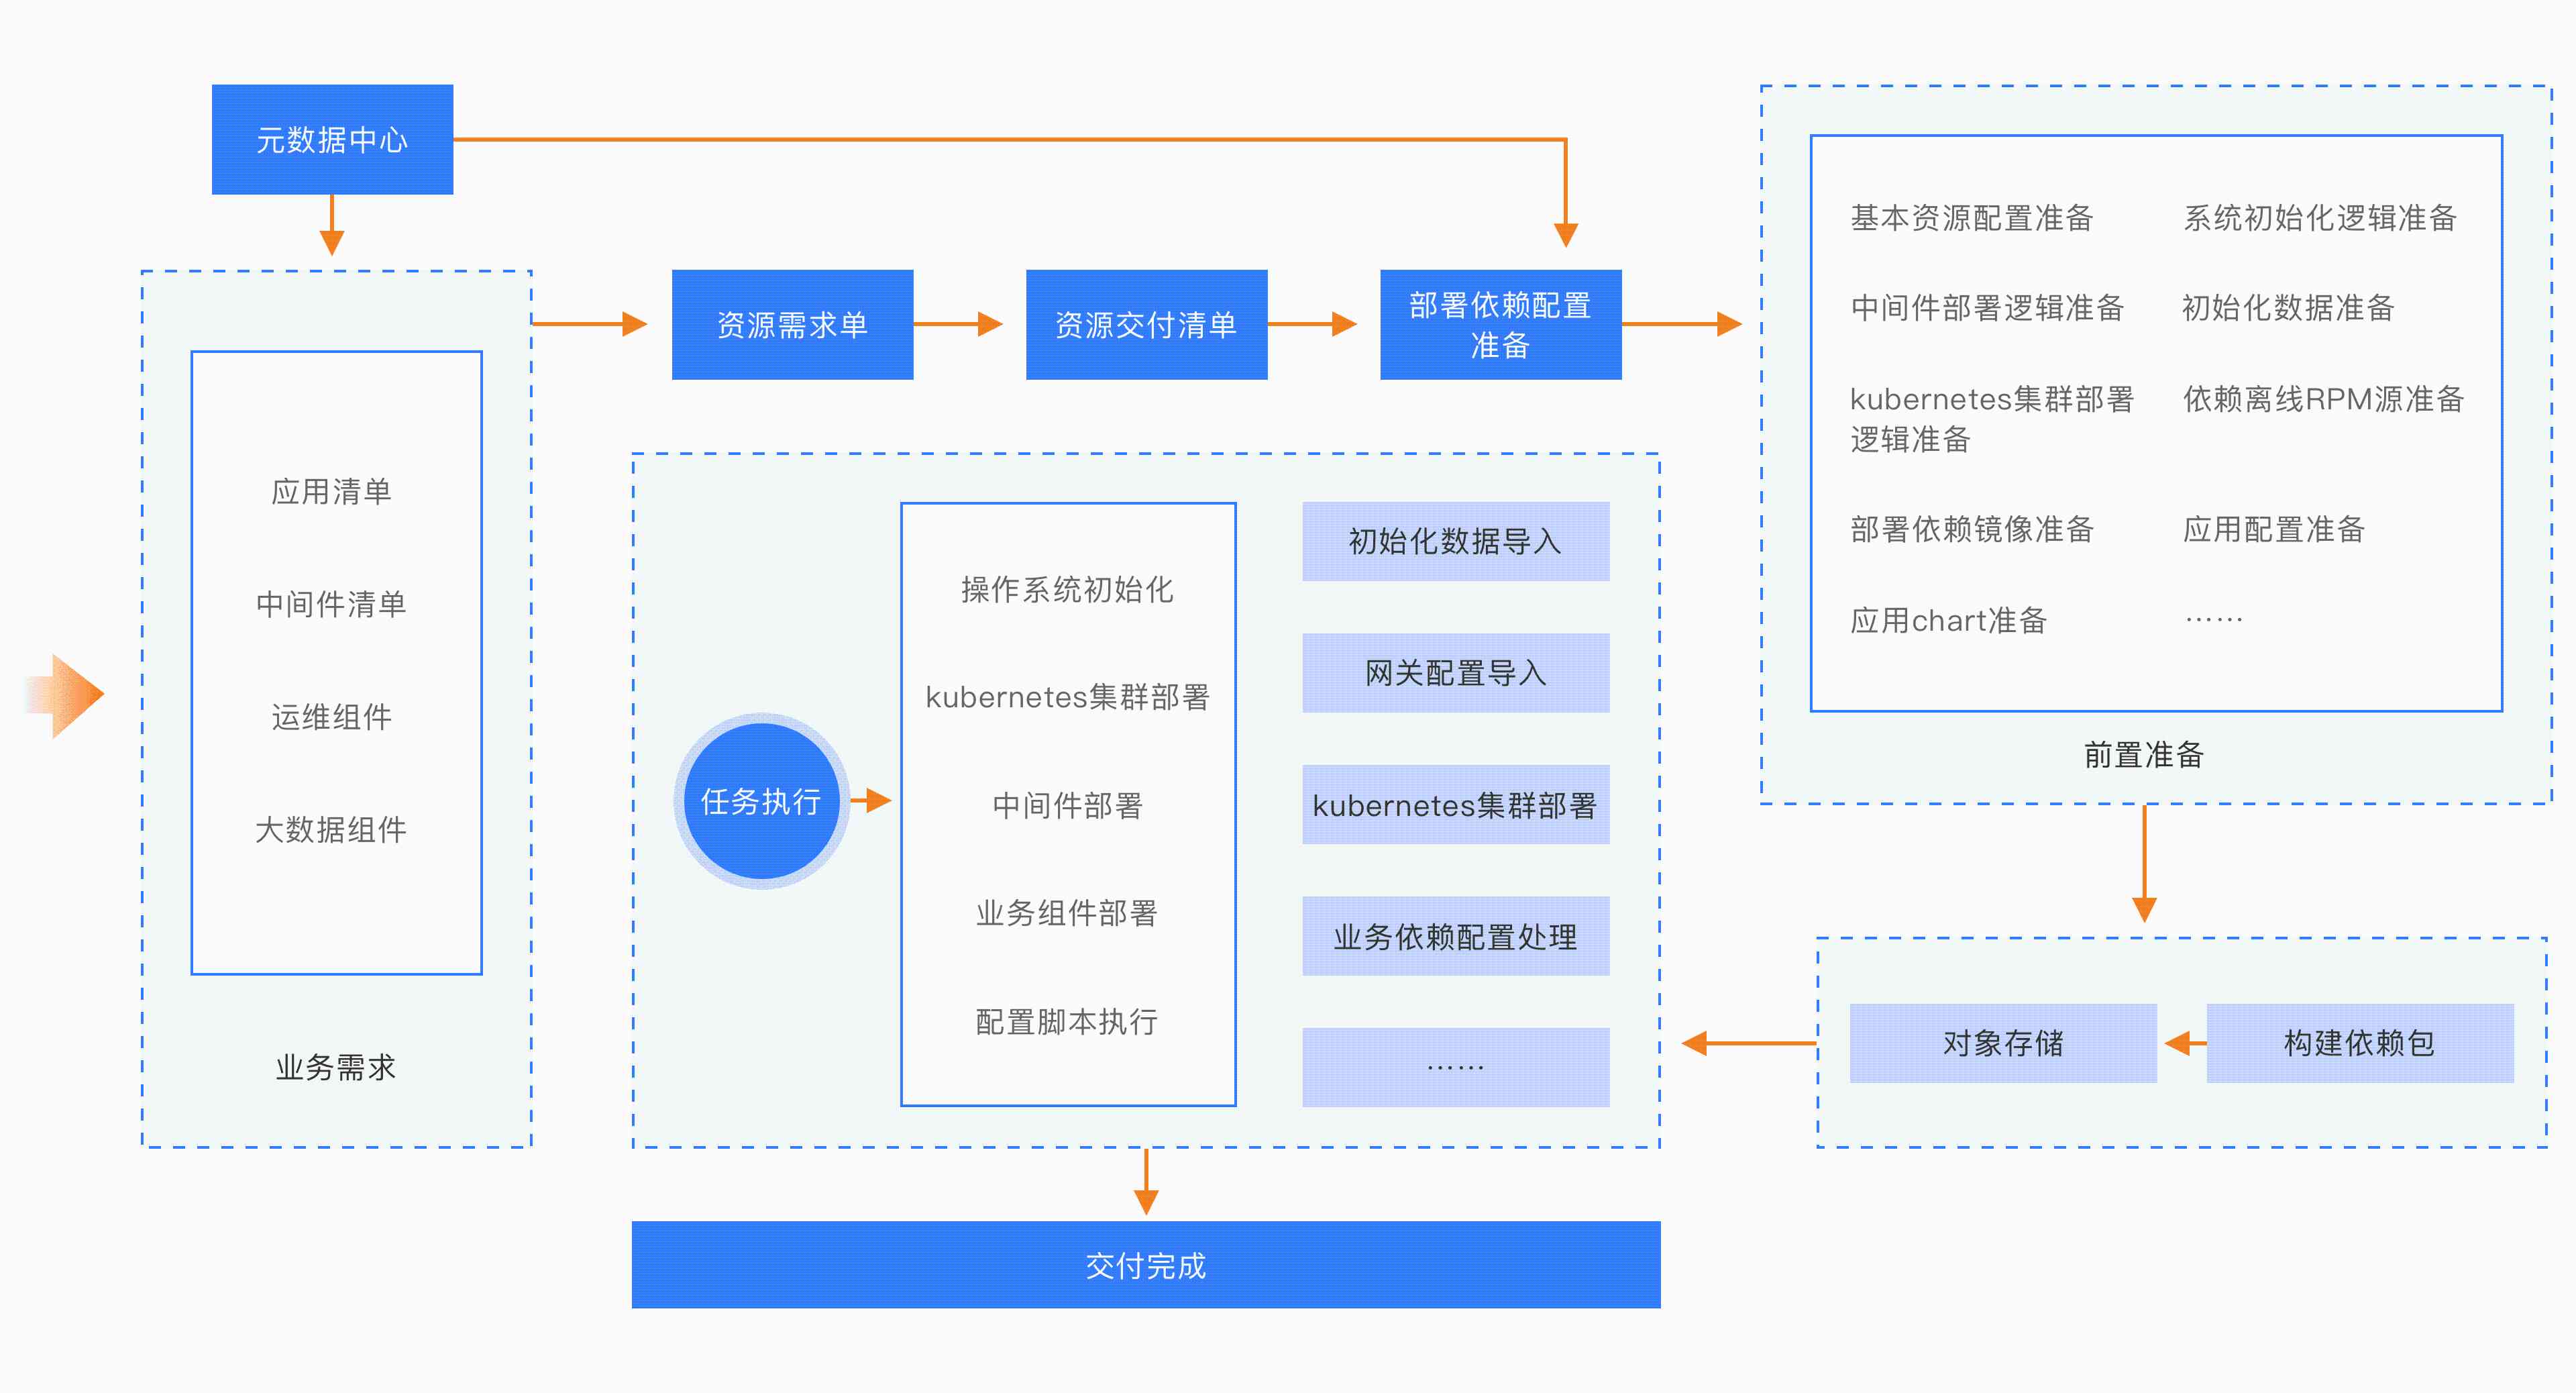 元数据中心
资源需求单
资源交付清单
部署依赖配置
准备
应用清单
中间件清单
运维组件
大数据组件
业务需求
基本资源配置准备
系统初始化逻辑准备
中间件部署逻辑准备
初始化数据准备
kubernetes集群部署
逻辑准备
依赖离线RPM源准备
部署依赖镜像准备
应用配置准备
应用chart准备
……
前置准备
任务执行
操作系统初始化
kubernetes集群部署
中间件部署
业务组件部署
配置脚本执行
初始化数据导入
网关配置导入
kubernetes集群部署
业务依赖配置处理
……
对象存储
构建依赖包
交付完成